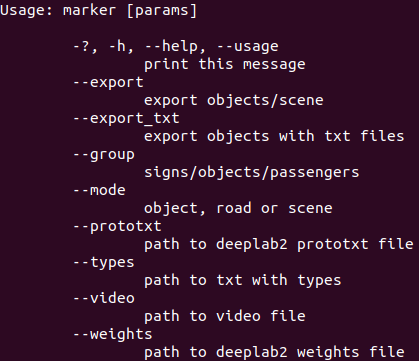 Usage: marker [params]
-?, -h, --help, --usage
print this message
--export
export objects/scene
--export_txt
export objects with txt files
--group
signs/objects/passengers
--mode
object, road or scene
--prototxt
path to deeplab2 prototxt file
--types
path to txt with types
--video
path to video file
--weights
path to deeplab2 weights file